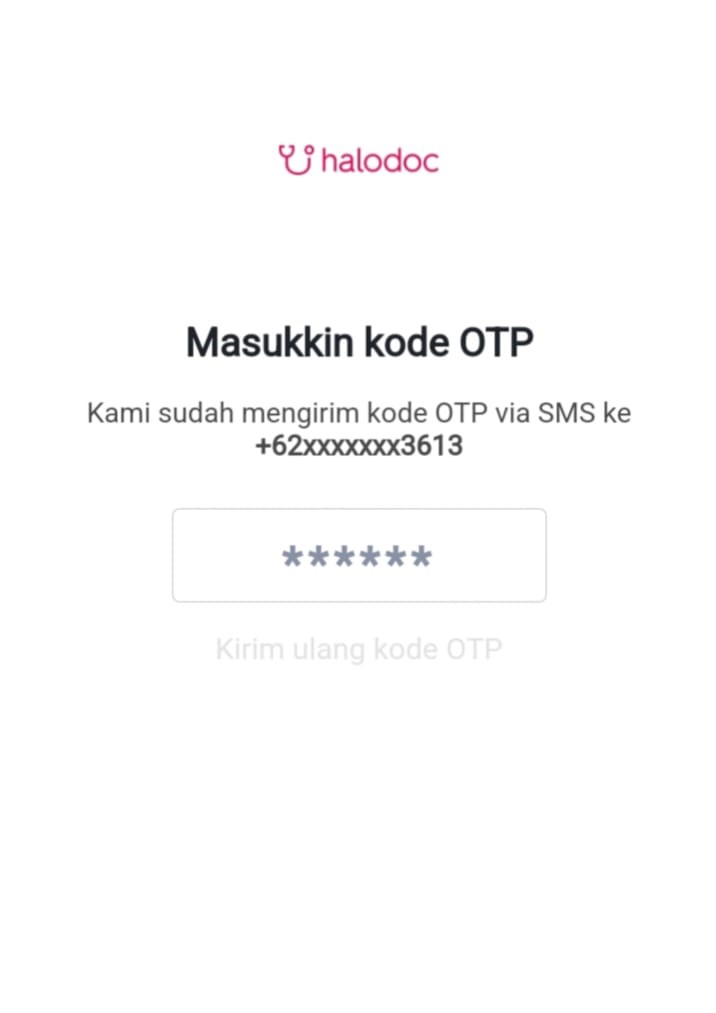 halodoc
Masukkin kode OTP
Kami sudah mengirim kode OTP via SMS ke
+62xxxxxxx3613
******
Kirim ulang kode OTP